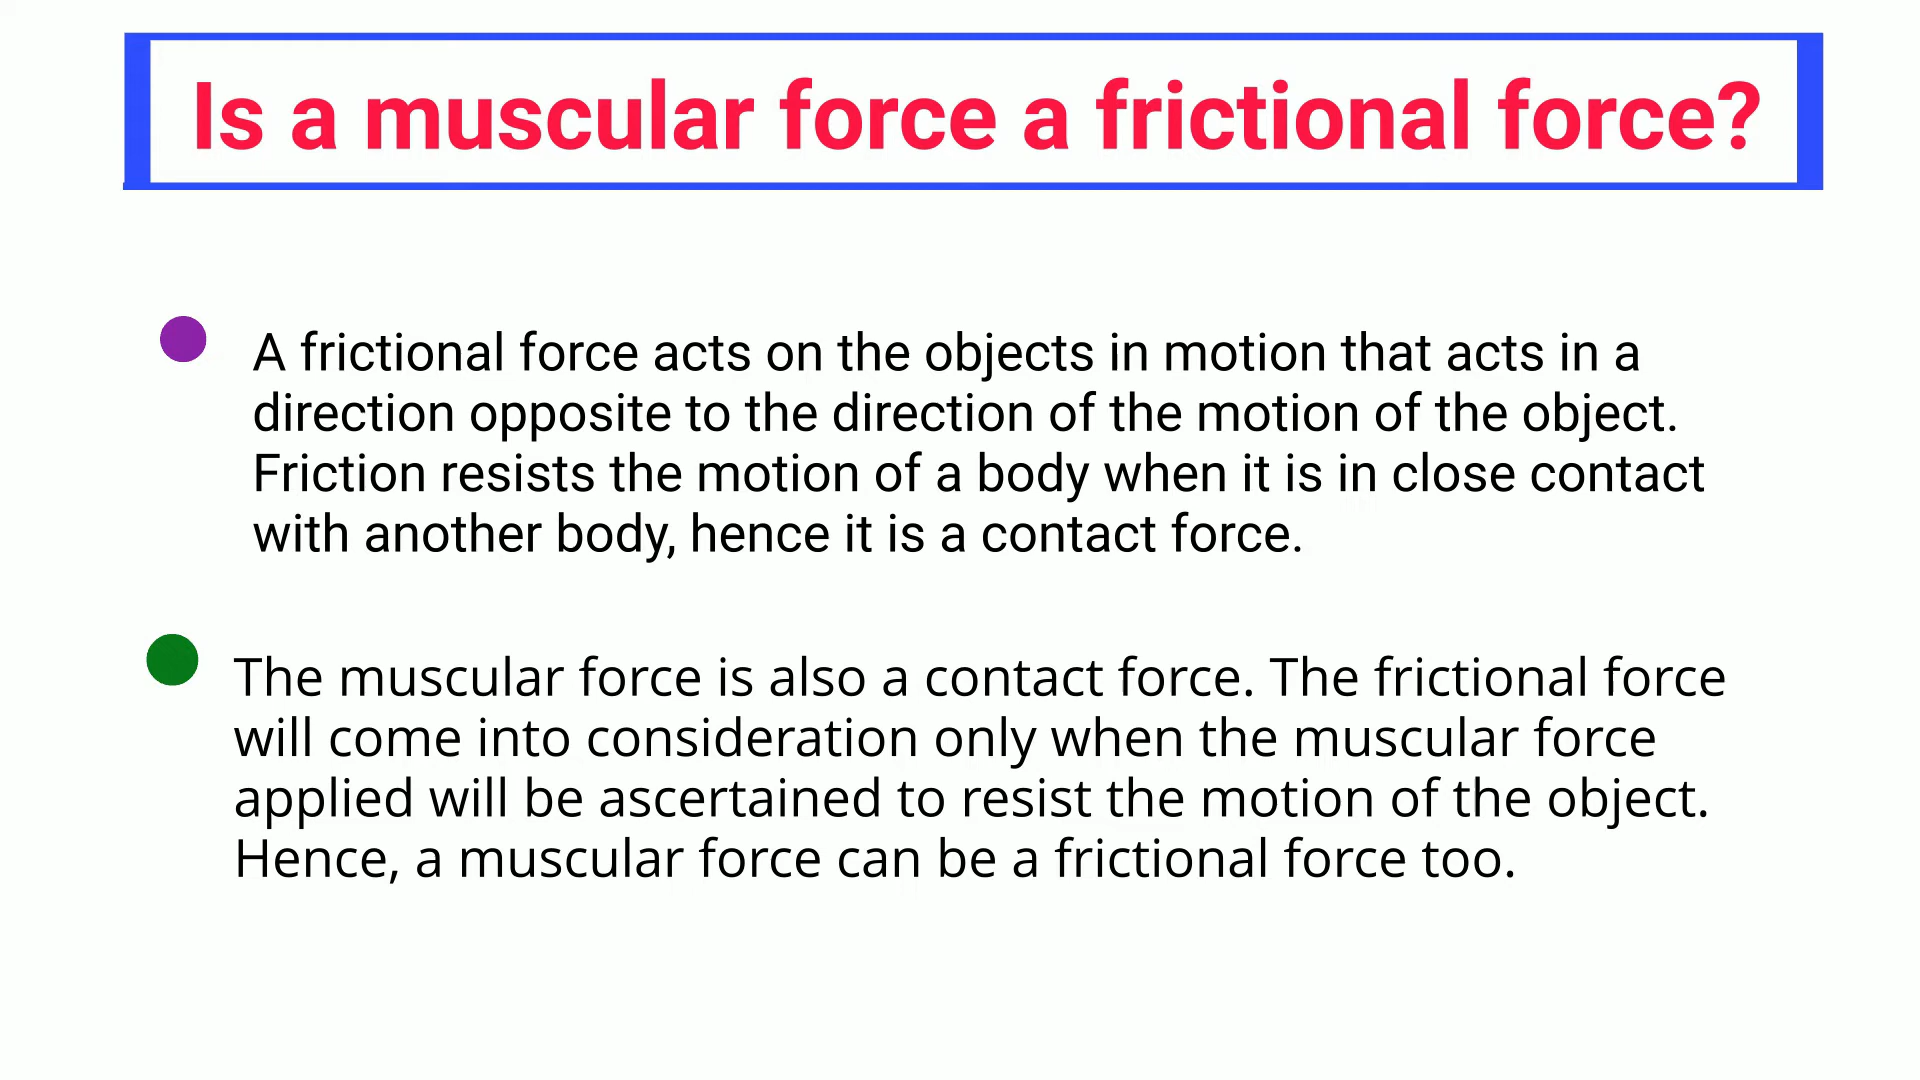 Is a muscular force a frictional force?
A frictional force acts on the objects in motion that acts in a
direction opposite to the direction of the motion of the object.
Friction resists the motion of a body when it is in close contact
with another body, hence it is a contact force.
The muscular force is also a contact force. The frictional force
will come into consideration only when the muscular force
applied will be ascertained to resist the motion of the object.
Hence, a muscular force can be a frictional force too.